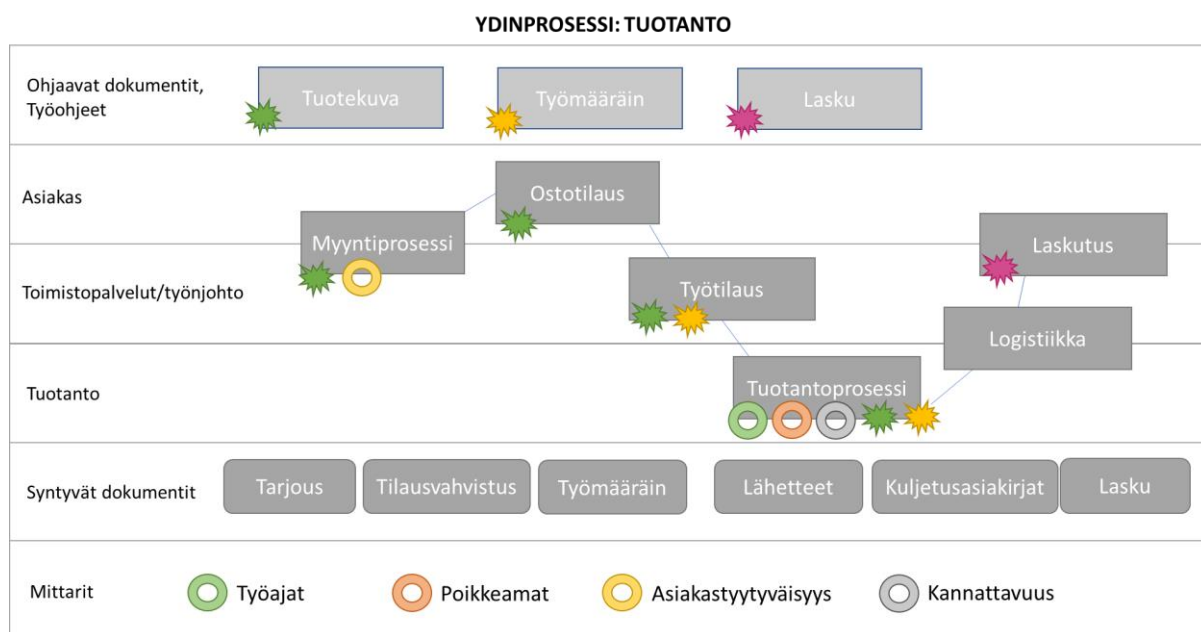 YDINPROSESSI: TUOTANTO
Ohjaavat dokumentit,
Työohjeet
Tuotekuva
Työmääräin
Lasku
Asiakas
Ostotilaus
Myyntiprosessi
Laskutus
Toimistopalvelut/työnjohto
Työtilaus
Logistiikka
Tuotanto
Tuotantoprosessi
Syntyvät dokumentit
Tarjous
Tilausvahvistus
Työmääräin
Lähetteet
Kuljetusasiakirjat
Lasku
Mittarit
Työajat
Poikkeamat
Asiakastyytyväisyys
Kannattavuus